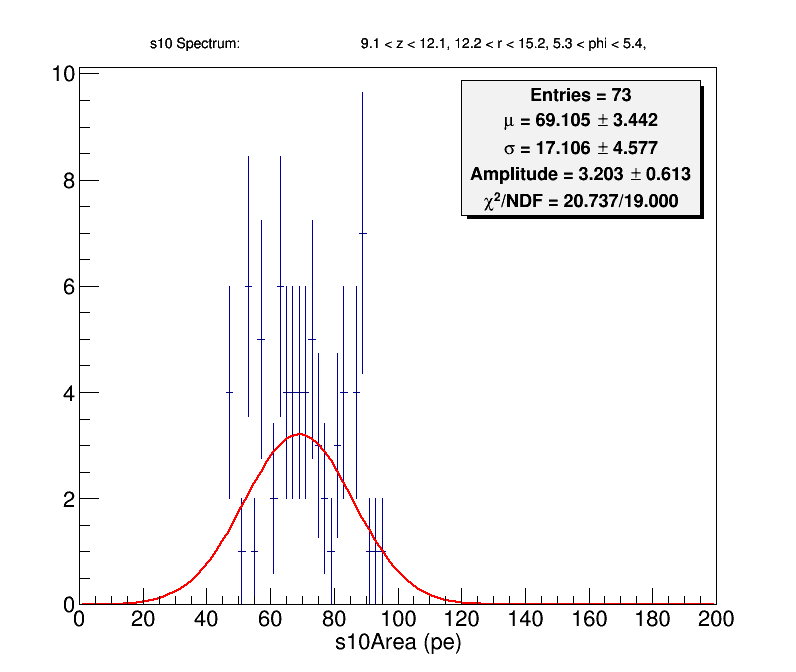 s10 Spectrum: 9.1 < z < 12.1, 12.2 < r < 15.2, 5.3 < phi < 5.4,
Entries = 73
μ = 69.105 ± 3.442
σ = 17.106 ± 4.577
Amplitude = 3.203 ± 0.613
χ²/NDF = 20.737/19.000
10
8
6
4
2
0
0 20 40 60 80 100 120 140 160 180 200
s10Area (pe)